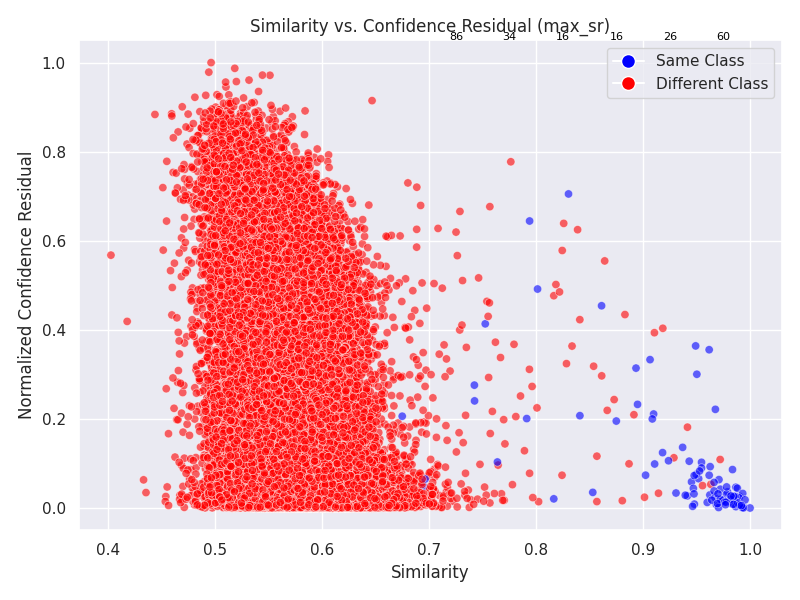 Similarity vs. Confidence Residual (max_sr)
86 34 16 16 26 60
Same Class
Different Class
Normalized Confidence Residual
1.0
0.8
0.6
0.4
0.2
0.0
0.4 0.5 0.6 0.7 0.8 0.9 1.0
Similarity